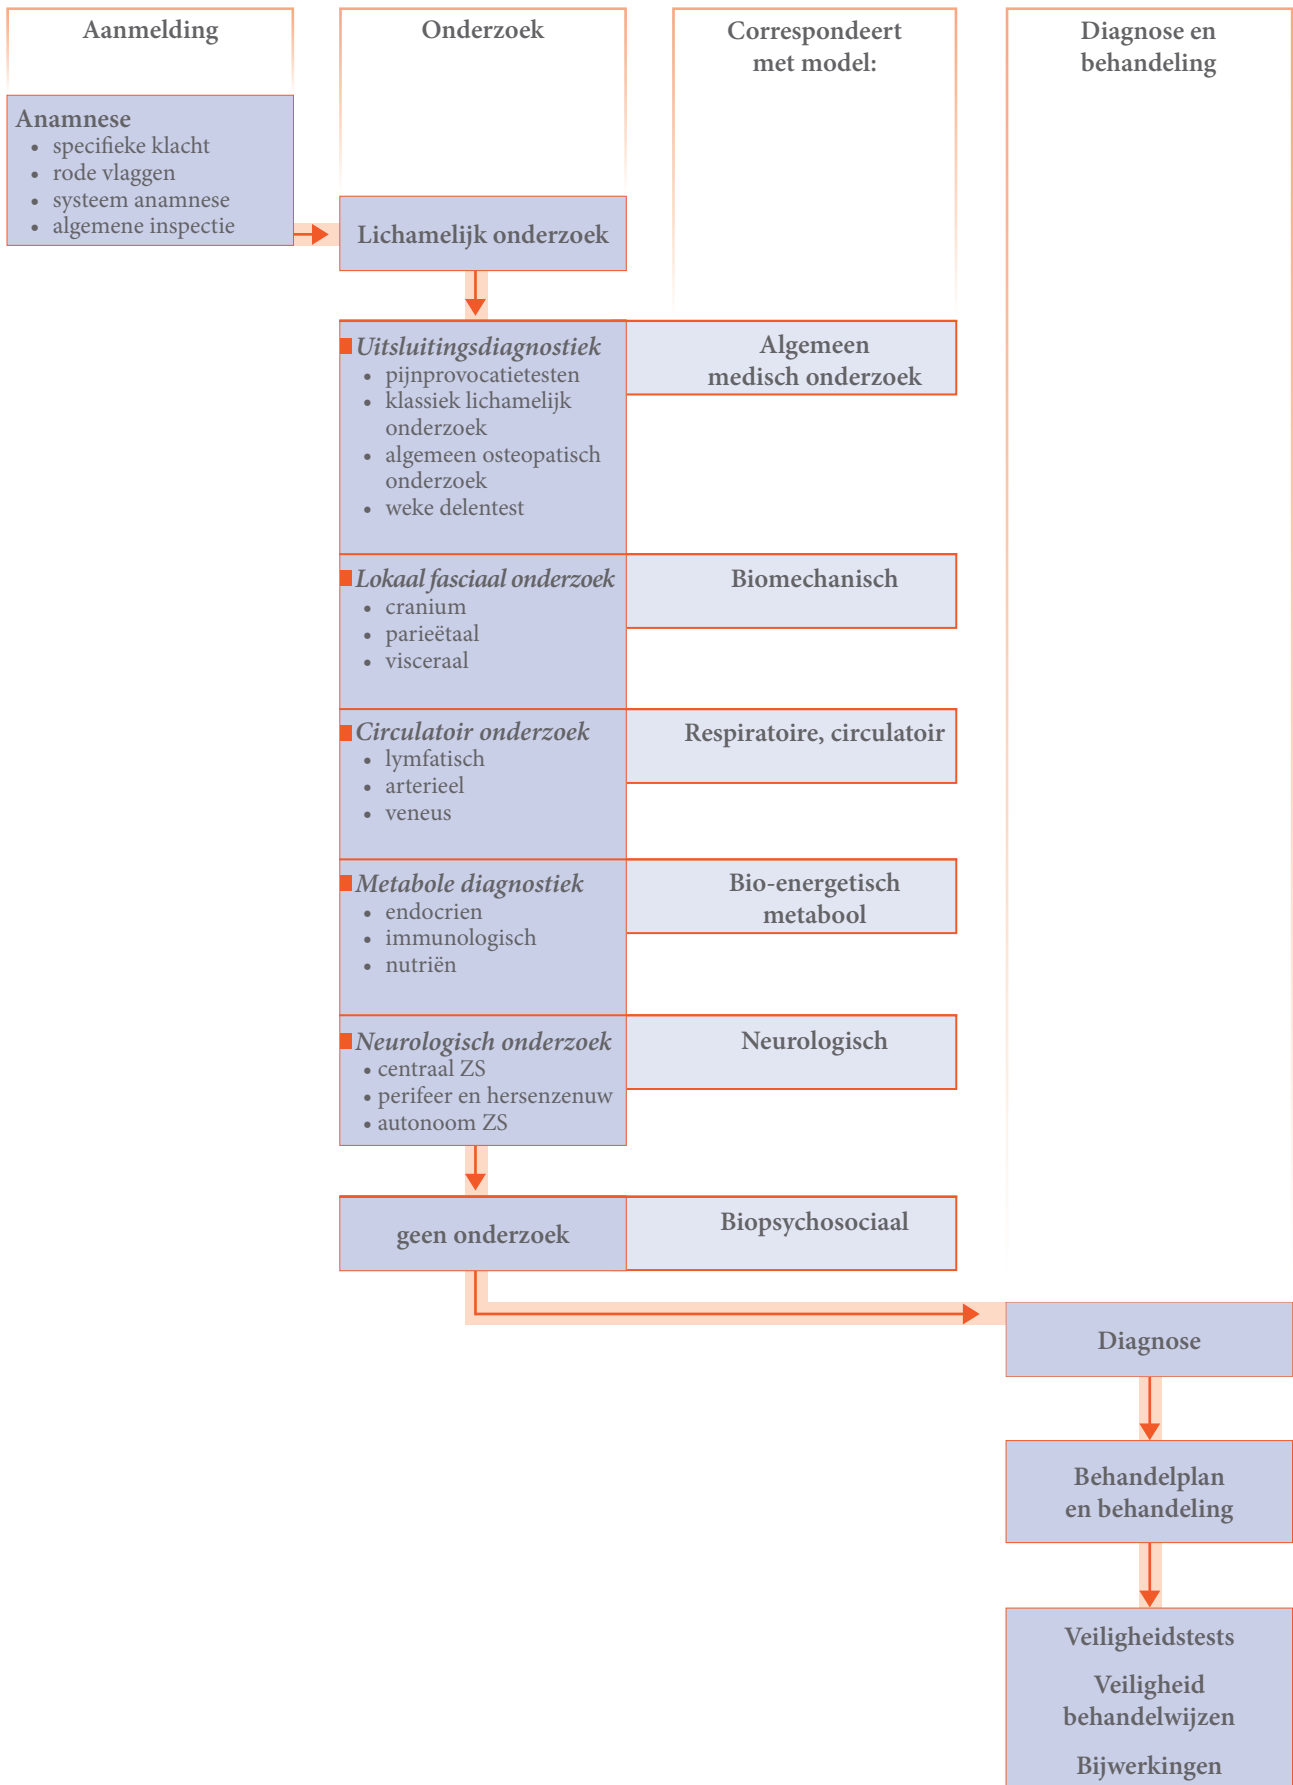 Aanmelding
Onderzoek
Correspondeert
met model:
Diagnose en
behandeling
Anamnese
• specifieke klacht
• rode vlaggen
• systeem anamnese
• algemene inspectie
Lichamelijk onderzoek
Uitsluitingsdiagnostiek
• pijnprovocatietesten
• klassiek lichamelijk
onderzoek
• algemeen osteopatisch
onderzoek
• weke delentest
Algemeen
medisch onderzoek
Lokaal fasciaal onderzoek
• cranium
• parieëtaal
• visceraal
Biomechanisch
Circulatoir onderzoek
• lymfatisch
• arterieel
• veneus
Respiratoire, circulatoir
Metabole diagnostiek
• endocrien
• immunologisch
• nutriën
Bio-energetisch
metabool
Neurologisch onderzoek
• centraal ZS
• perifeer en hersenzenuw
• autonoom ZS
Neurologisch
geen onderzoek
Biopsychosociaal
Diagnose
Behandelplan
en behandeling
Veiligheidstests
Veiligheid
behandelwijzen
Bijwerkingen